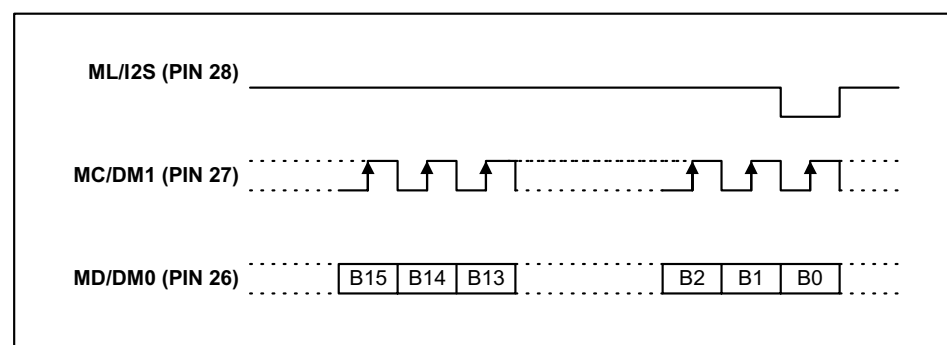 ML/I2S (PIN 28)
MC/DM1 (PIN 27)
MD/DM0 (PIN 26)
B15 B14 B13 B2 B1 B0